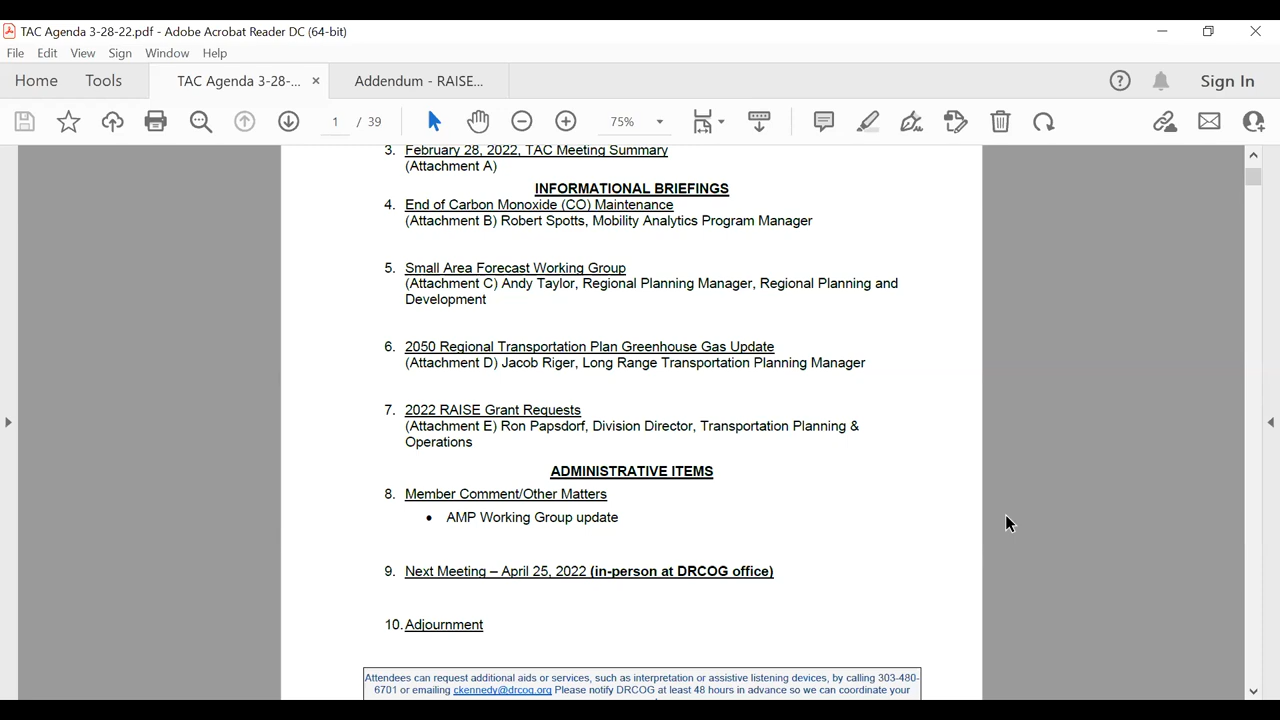 TAC Agenda 3-28-22.pdf - Adobe Acrobat Reader DC (64-bit)
File Edit View Sign Window Help
Home Tools TAC Agenda 3-28-... × Addendum - RAISE... Sign In
1 / 39 75%
3. February 28, 2022, TAC Meeting Summary
(Attachment A)
INFORMATIONAL BRIEFINGS
4. End of Carbon Monoxide (CO) Maintenance
(Attachment B) Robert Spotts, Mobility Analytics Program Manager
5. Small Area Forecast Working Group
(Attachment C) Andy Taylor, Regional Planning Manager, Regional Planning and
Development
6. 2050 Regional Transportation Plan Greenhouse Gas Update
(Attachment D) Jacob Riger, Long Range Transportation Planning Manager
7. 2022 RAISE Grant Requests
(Attachment E) Ron Papsdorf, Division Director, Transportation Planning &
Operations
ADMINISTRATIVE ITEMS
8. Member Comment/Other Matters
• AMP Working Group update
9. Next Meeting – April 25, 2022 (in-person at DRCOG office)
10. Adjournment
Attendees can request additional aids or services, such as interpretation or assistive listening devices, by calling 303-480-
6701 or emailing ckennedy@drcog.org Please notify DRCOG at least 48 hours in advance so we can coordinate your